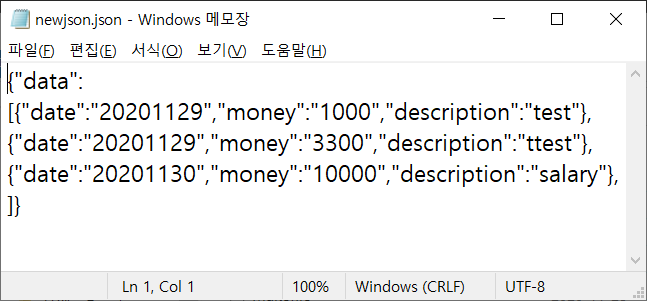 newjson.json - Windows 메모장
파일(F) 편집(E) 서식(O) 보기(V) 도움말(H)
{"data":
[{"date":"20201129","money":"1000","description":"test"},
{"date":"20201129","money":"3300","description":"ttest"},
{"date":"20201130","money":"10000","description":"salary"},
]}
Ln 1, Col 1 100% Windows (CRLF) UTF-8